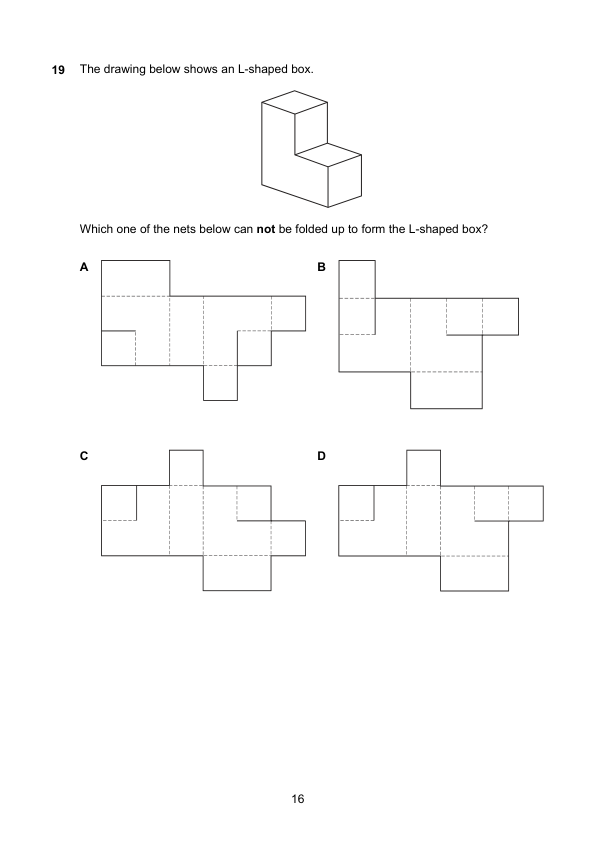 19 The drawing below shows an L-shaped box.
Which one of the nets below can not be folded up to form the L-shaped box?
A B
C D
16